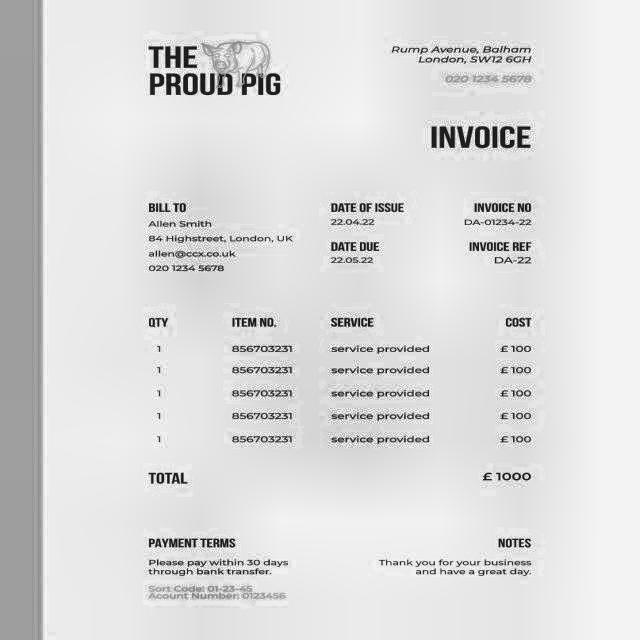 THE
PROUD PIG
Rump Avenue, Balham
London, SW12 6GH
020 1234 5678
INVOICE
BILL TO
Allen Smith
84 Highstreet, London, UK
allen@ccx.co.uk
020 1234 5678
DATE OF ISSUE
22.04.22
DATE DUE
22.05.22
INVOICE NO
DA-01234-22
INVOICE REF
DA-22
QTY ITEM NO. SERVICE COST
1 856703231 service provided £ 100
1 856703231 service provided £ 100
1 856703231 service provided £ 100
1 856703231 service provided £ 100
1 856703231 service provided £ 100
TOTAL £ 1000
PAYMENT TERMS
Please pay within 30 days
through bank transfer.
Sort Code: 01-23-45
Acount Number: 0123456
NOTES
Thank you for your business
and have a great day.